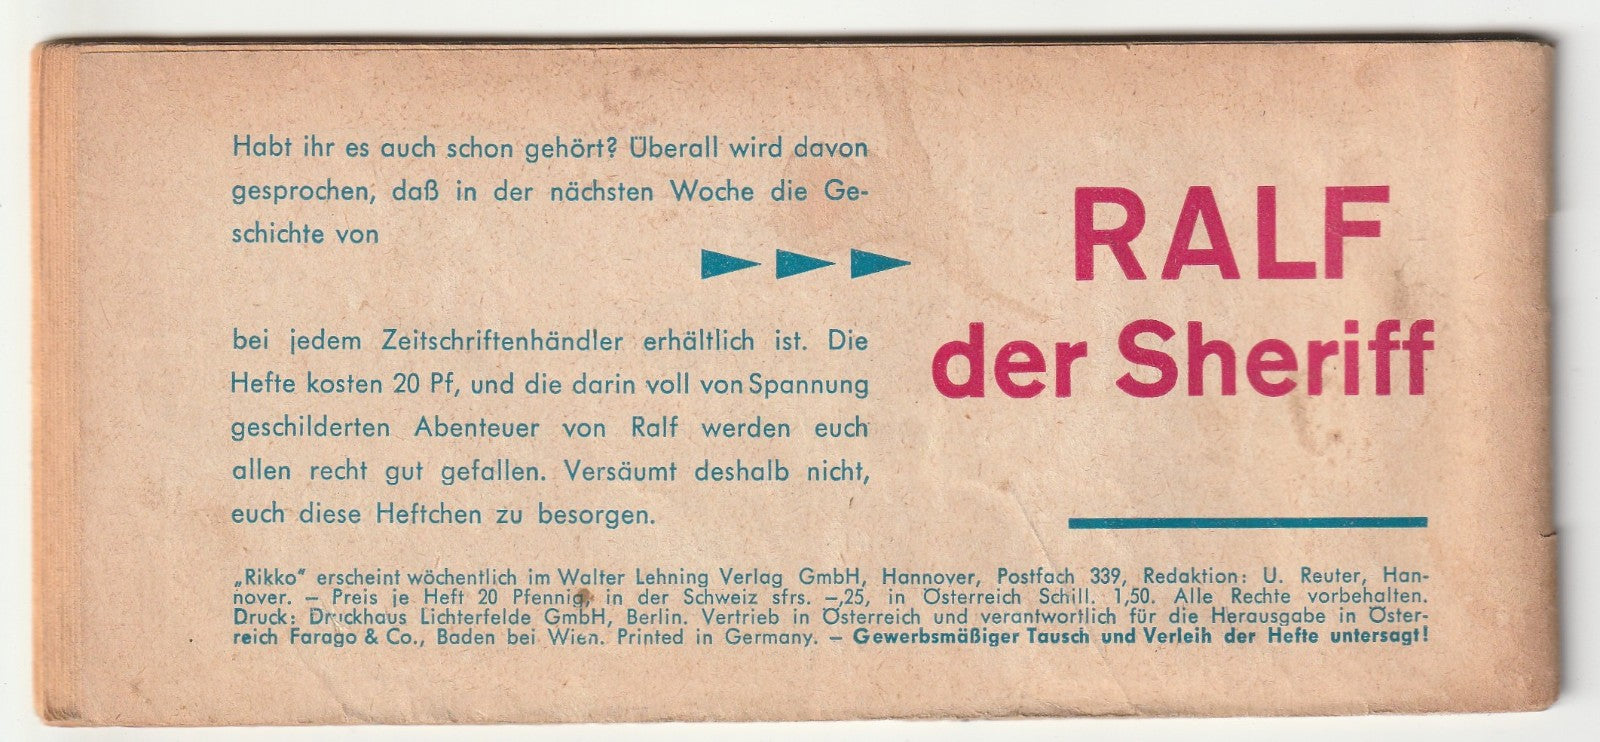 Habt ihr es auch schon gehört? Überall wird davon
gesprochen, daß in der nächsten Woche die Ge-
schichte von
RALF
der Sheriff
bei jedem Zeitschriftenhändler erhältlich ist. Die
Hefte kosten 20 Pf, und die darin voll von Spannung
geschilderten Abenteuer von Ralf werden euch
allen recht gut gefallen. Versäumt deshalb nicht,
euch diese Heftchen zu besorgen.
„Rikko“ erscheint wöchentlich im Walter Lehning Verlag GmbH, Hannover, Postfach 339, Redaktion: U. Reuter, Han-
nover. – Preis je Heft 20 Pfennig, in der Schweiz sfrs. –,25, in Österreich Schill. 1,50. Alle Rechte vorbehalten.
Druck: Druckhaus Lichterfelde GmbH, Berlin. Vertrieb in Österreich und verantwortlich für die Herausgabe in Öster-
reich Farago & Co., Baden bei Wien. Printed in Germany. – Gewerbsmäßiger Tausch und Verleih der Hefte untersagt!